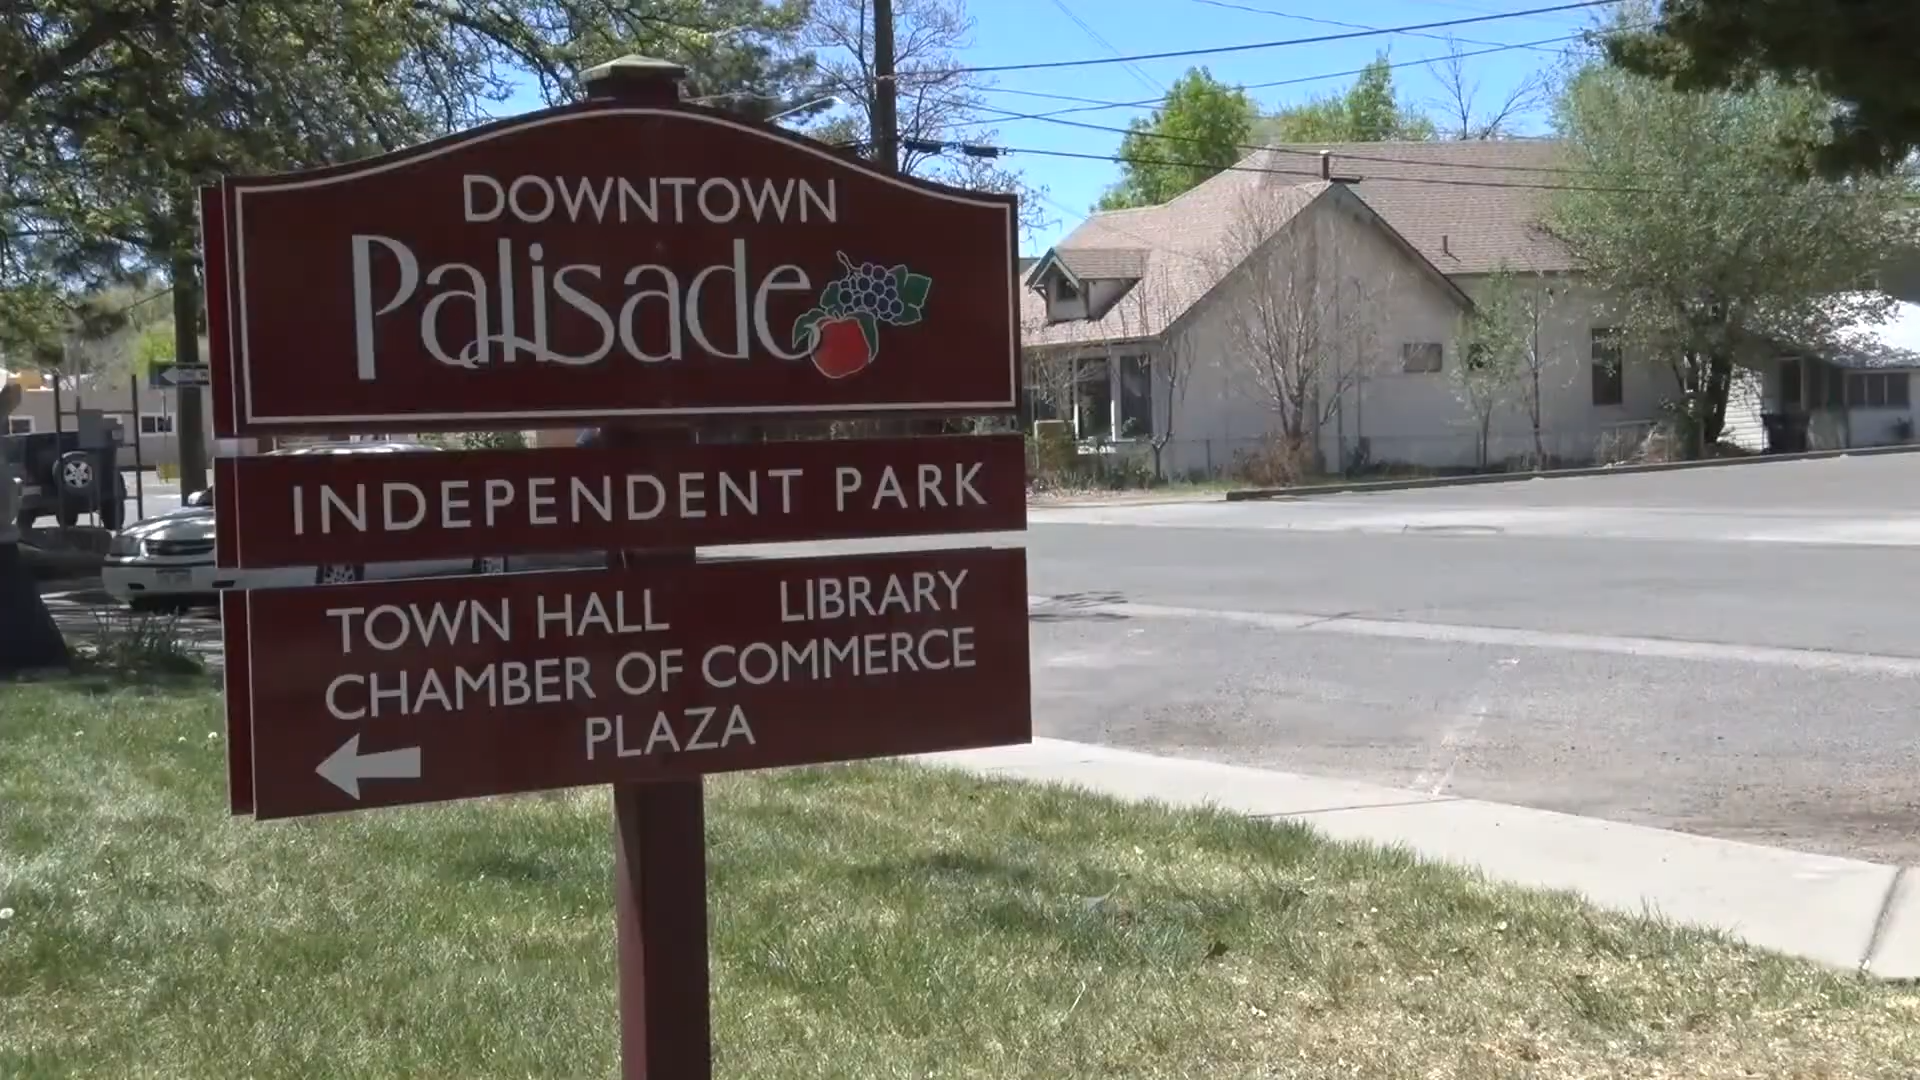 DOWNTOWN
Palisade
INDEPENDENT PARK
TOWN HALL LIBRARY
CHAMBER OF COMMERCE
PLAZA